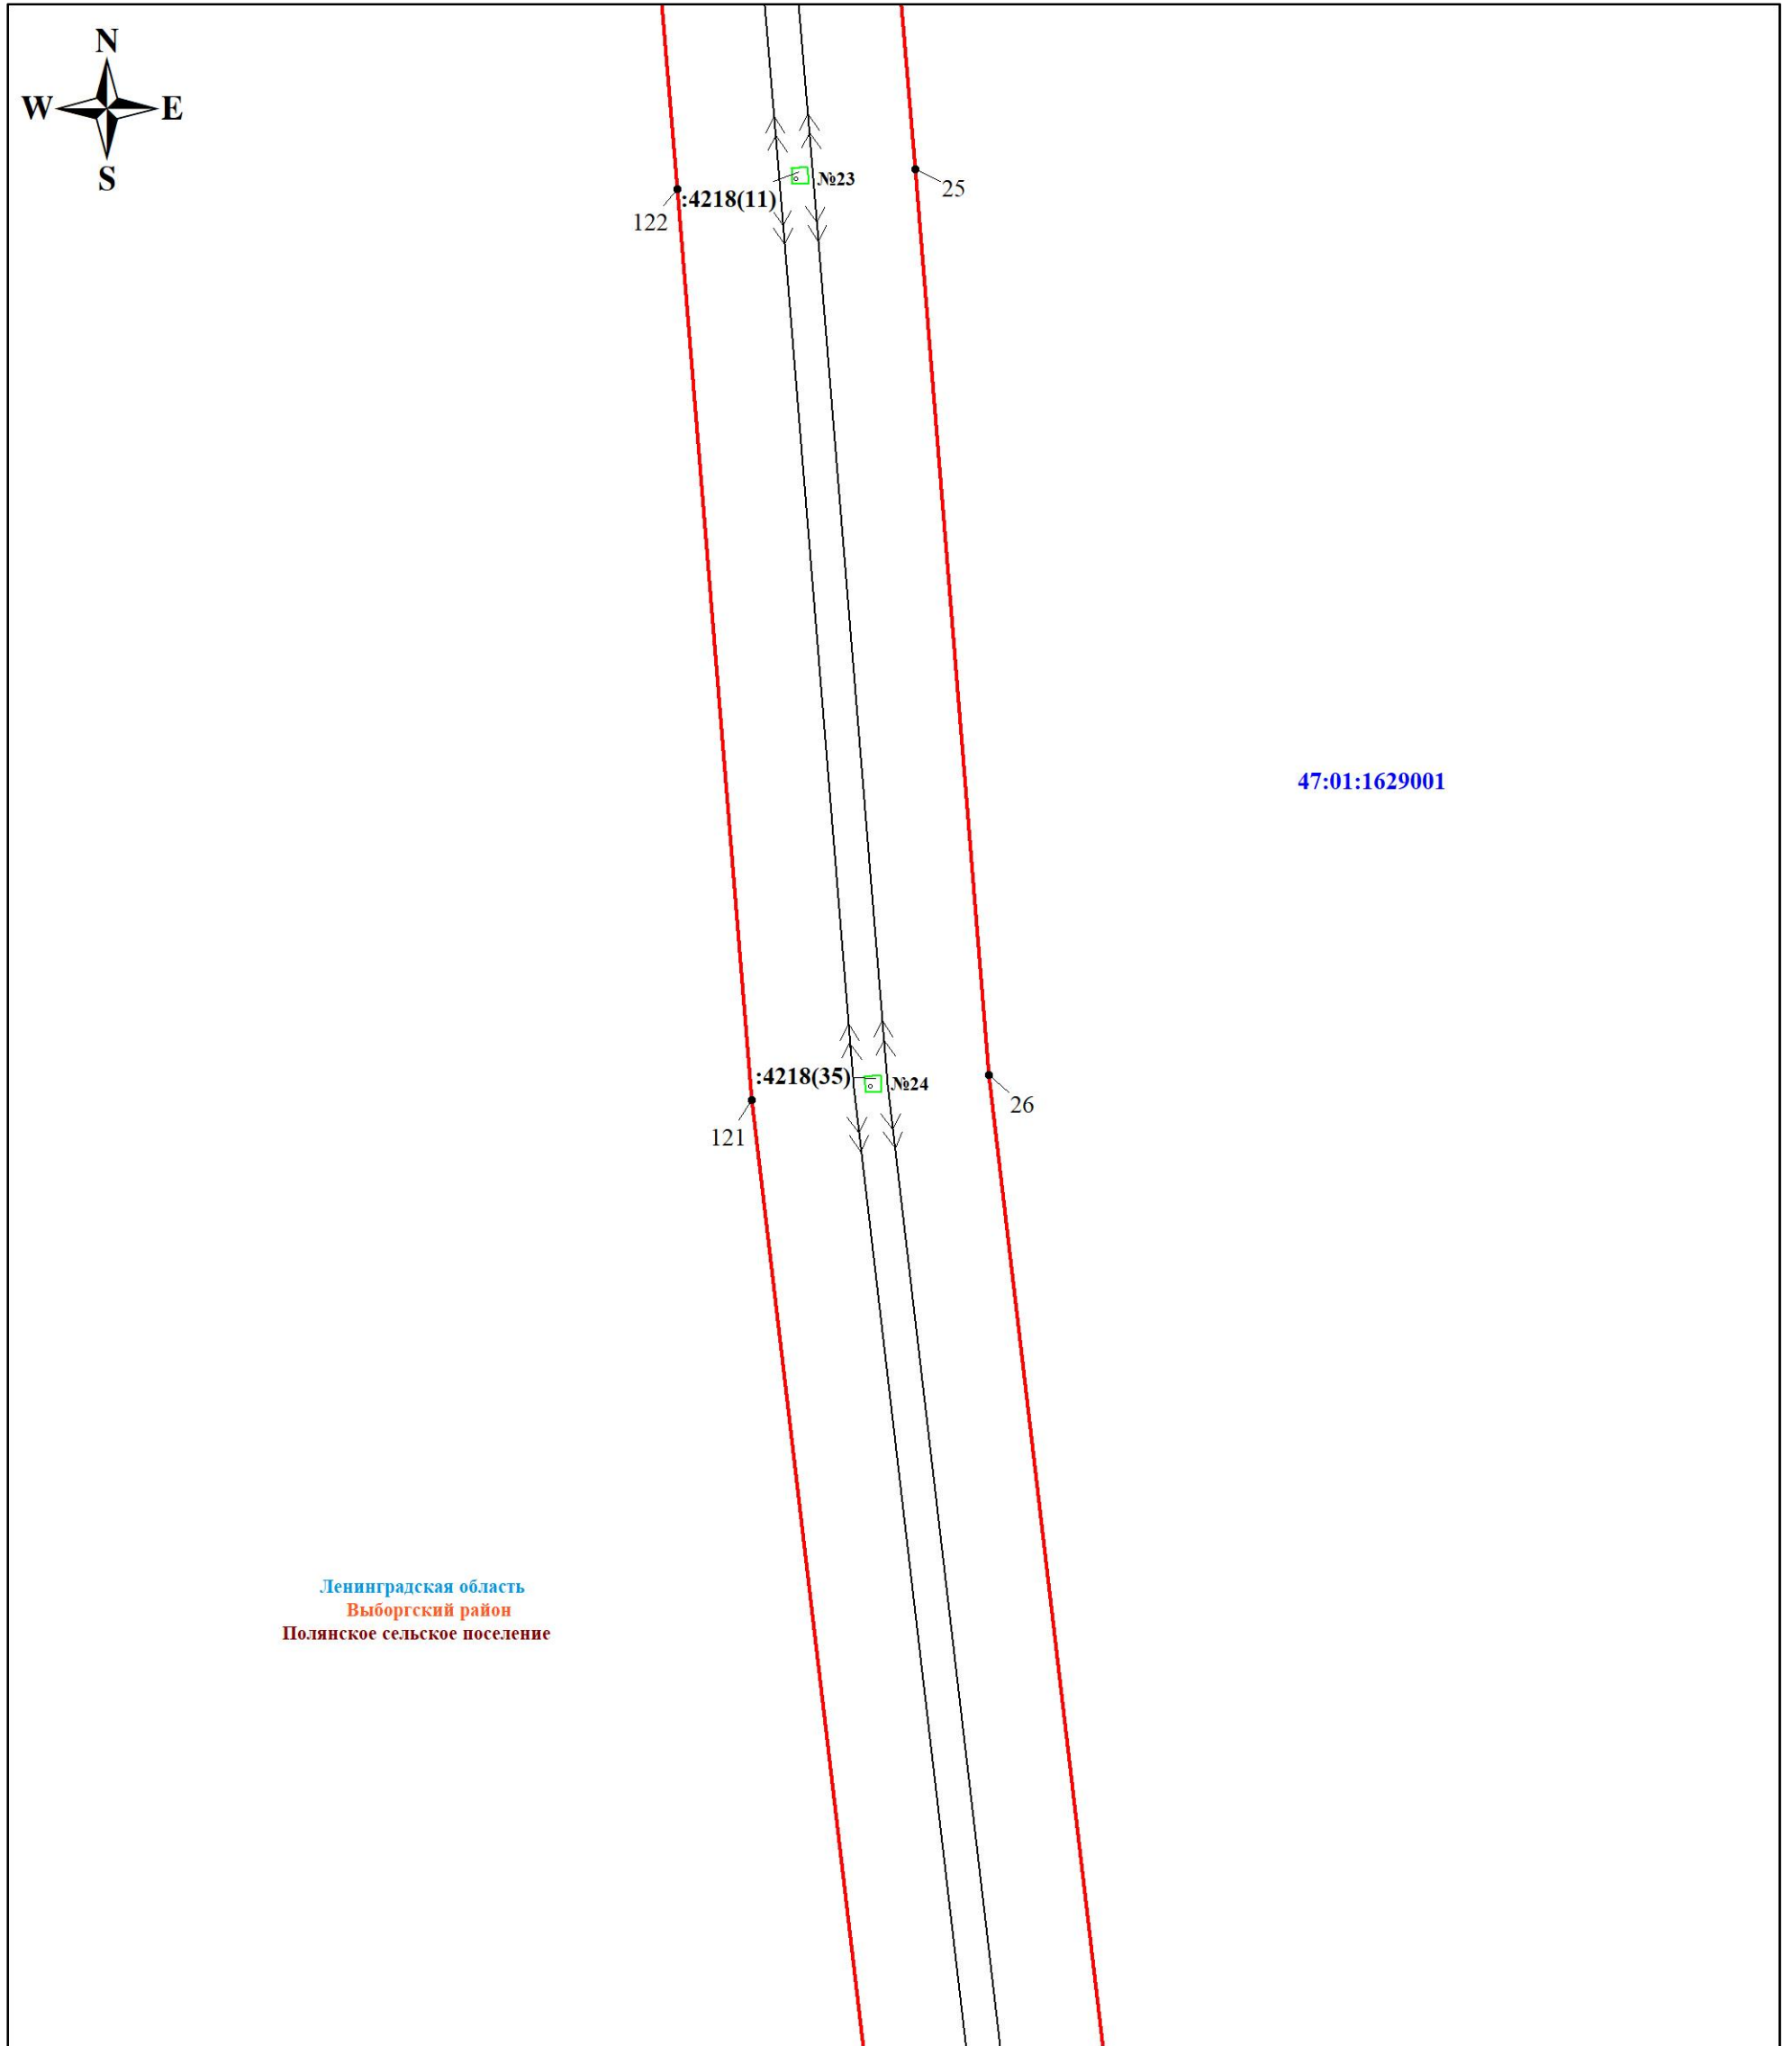 N
W E
S
№23
:4218(11)
122
25
47:01:1629001
:4218(35)
№24
26
121
Ленинградская область
Выборгский район
Полянское сельское поселение